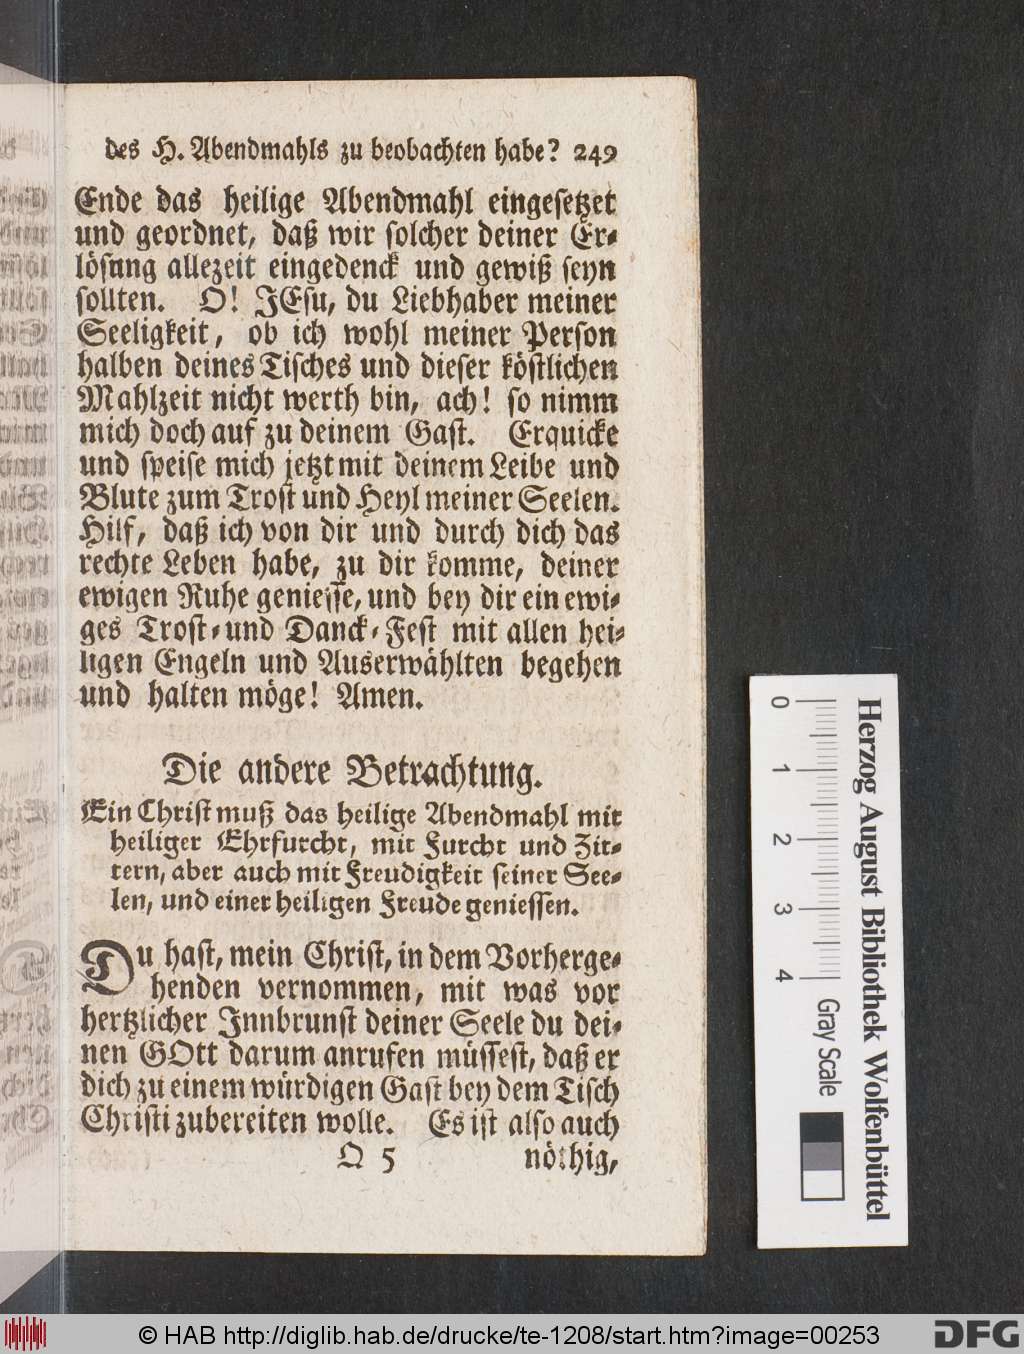 des H. Abendmahls zu beobachten habe? 249
Ende das heilige Abendmahl eingesetzet
und geordnet, daß wir solcher deiner Er-
lösung allezeit eingedenck und gewiß seyn
sollten. O! JEsu, du Liebhaber meiner
Seeligkeit, ob ich wohl meiner Person
halben deines Tisches und dieser köstlichen
Mahlzeit nicht werth bin, ach! so nimm
mich doch auf zu deinem Gast. Erquicke
und speise mich jetzt mit deinem Leibe und
Blute zum Trost und Heyl meiner Seelen.
Hilf, daß ich von dir und durch dich das
rechte Leben habe, zu dir komme, deiner
ewigen Ruhe geniesse, und bey dir ein ewi-
ges Trost- und Danck-Fest mit allen hei-
ligen Engeln und Auserwählten begehen
und halten möge! Amen.
Die andere Betrachtung.
Ein Christ muß das heilige Abendmahl mit
heiliger Ehrfurcht, mit Furcht und Zit-
tern, aber auch mit Freudigkeit seiner See-
len, und einer heiligen Freude geniessen.
Du hast, mein Christ, in dem Vorherge-
henden vernommen, mit was vor
hertzlicher Innbrunst deiner Seele du dei-
nen GOtt darum anrufen müssest, daß er
dich zu einem würdigen Gast bey dem Tisch
Christi zubereiten wolle. Es ist also auch
Q 5 nöthig,
0 1 2 3 4 Gray Scale
Herzog August Bibliothek Wolfenbüttel
© HAB http://diglib.hab.de/drucke/te-1208/start.htm?image=00253
DFG